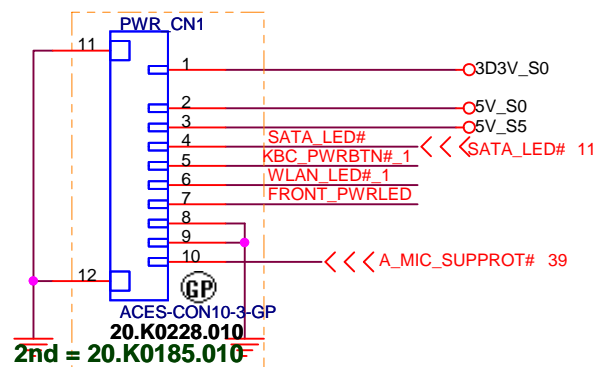 PWR_CN1
11
1
3D3V_S0
2
5V_S0
3
5V_S5
4
SATA_LED#
SATA_LED# 11
5
KBC_PWRBTN#_1
6
WLAN_LED#_1
7
FRONT_PWRLED
8
9
10
A_MIC_SUPPROT# 39
12
GP
ACES-CON10-3-GP
20.K0228.010
2nd = 20.K0185.010